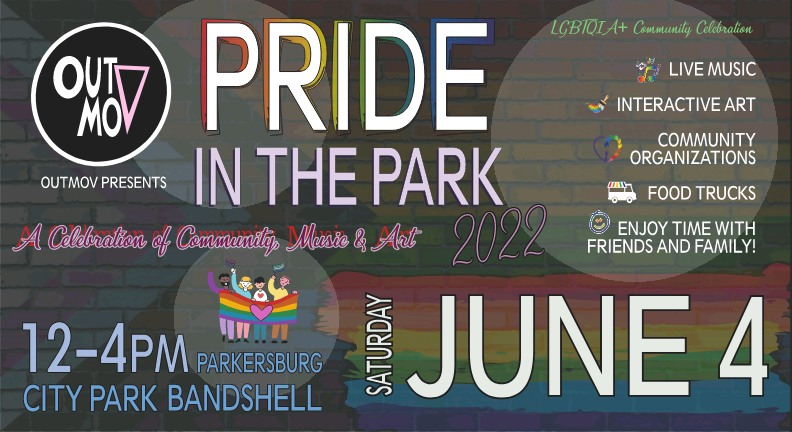 OUT
MOV
OUTMOV PRESENTS
PRIDE
IN THE PARK
2022
A Celebration of Community, Music & Art
LGBTQIA+ Community Celebration
LIVE MUSIC
INTERACTIVE ART
COMMUNITY
ORGANIZATIONS
FOOD TRUCKS
ENJOY TIME WITH
FRIENDS AND FAMILY!
12-4PM PARKERSBURG
CITY PARK BANDSHELL
SATURDAY
JUNE 4